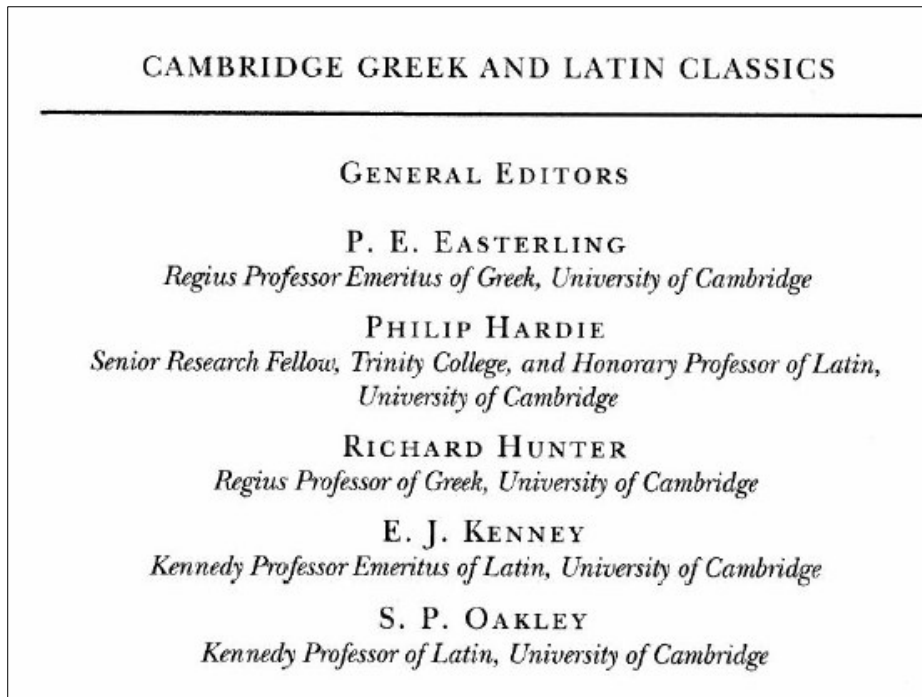 CAMBRIDGE GREEK AND LATIN CLASSICS
GENERAL EDITORS
P. E. EASTERLING
Regius Professor Emeritus of Greek, University of Cambridge
PHILIP HARDIE
Senior Research Fellow, Trinity College, and Honorary Professor of Latin,
University of Cambridge
RICHARD HUNTER
Regius Professor of Greek, University of Cambridge
E. J. KENNEY
Kennedy Professor Emeritus of Latin, University of Cambridge
S. P. OAKLEY
Kennedy Professor of Latin, University of Cambridge